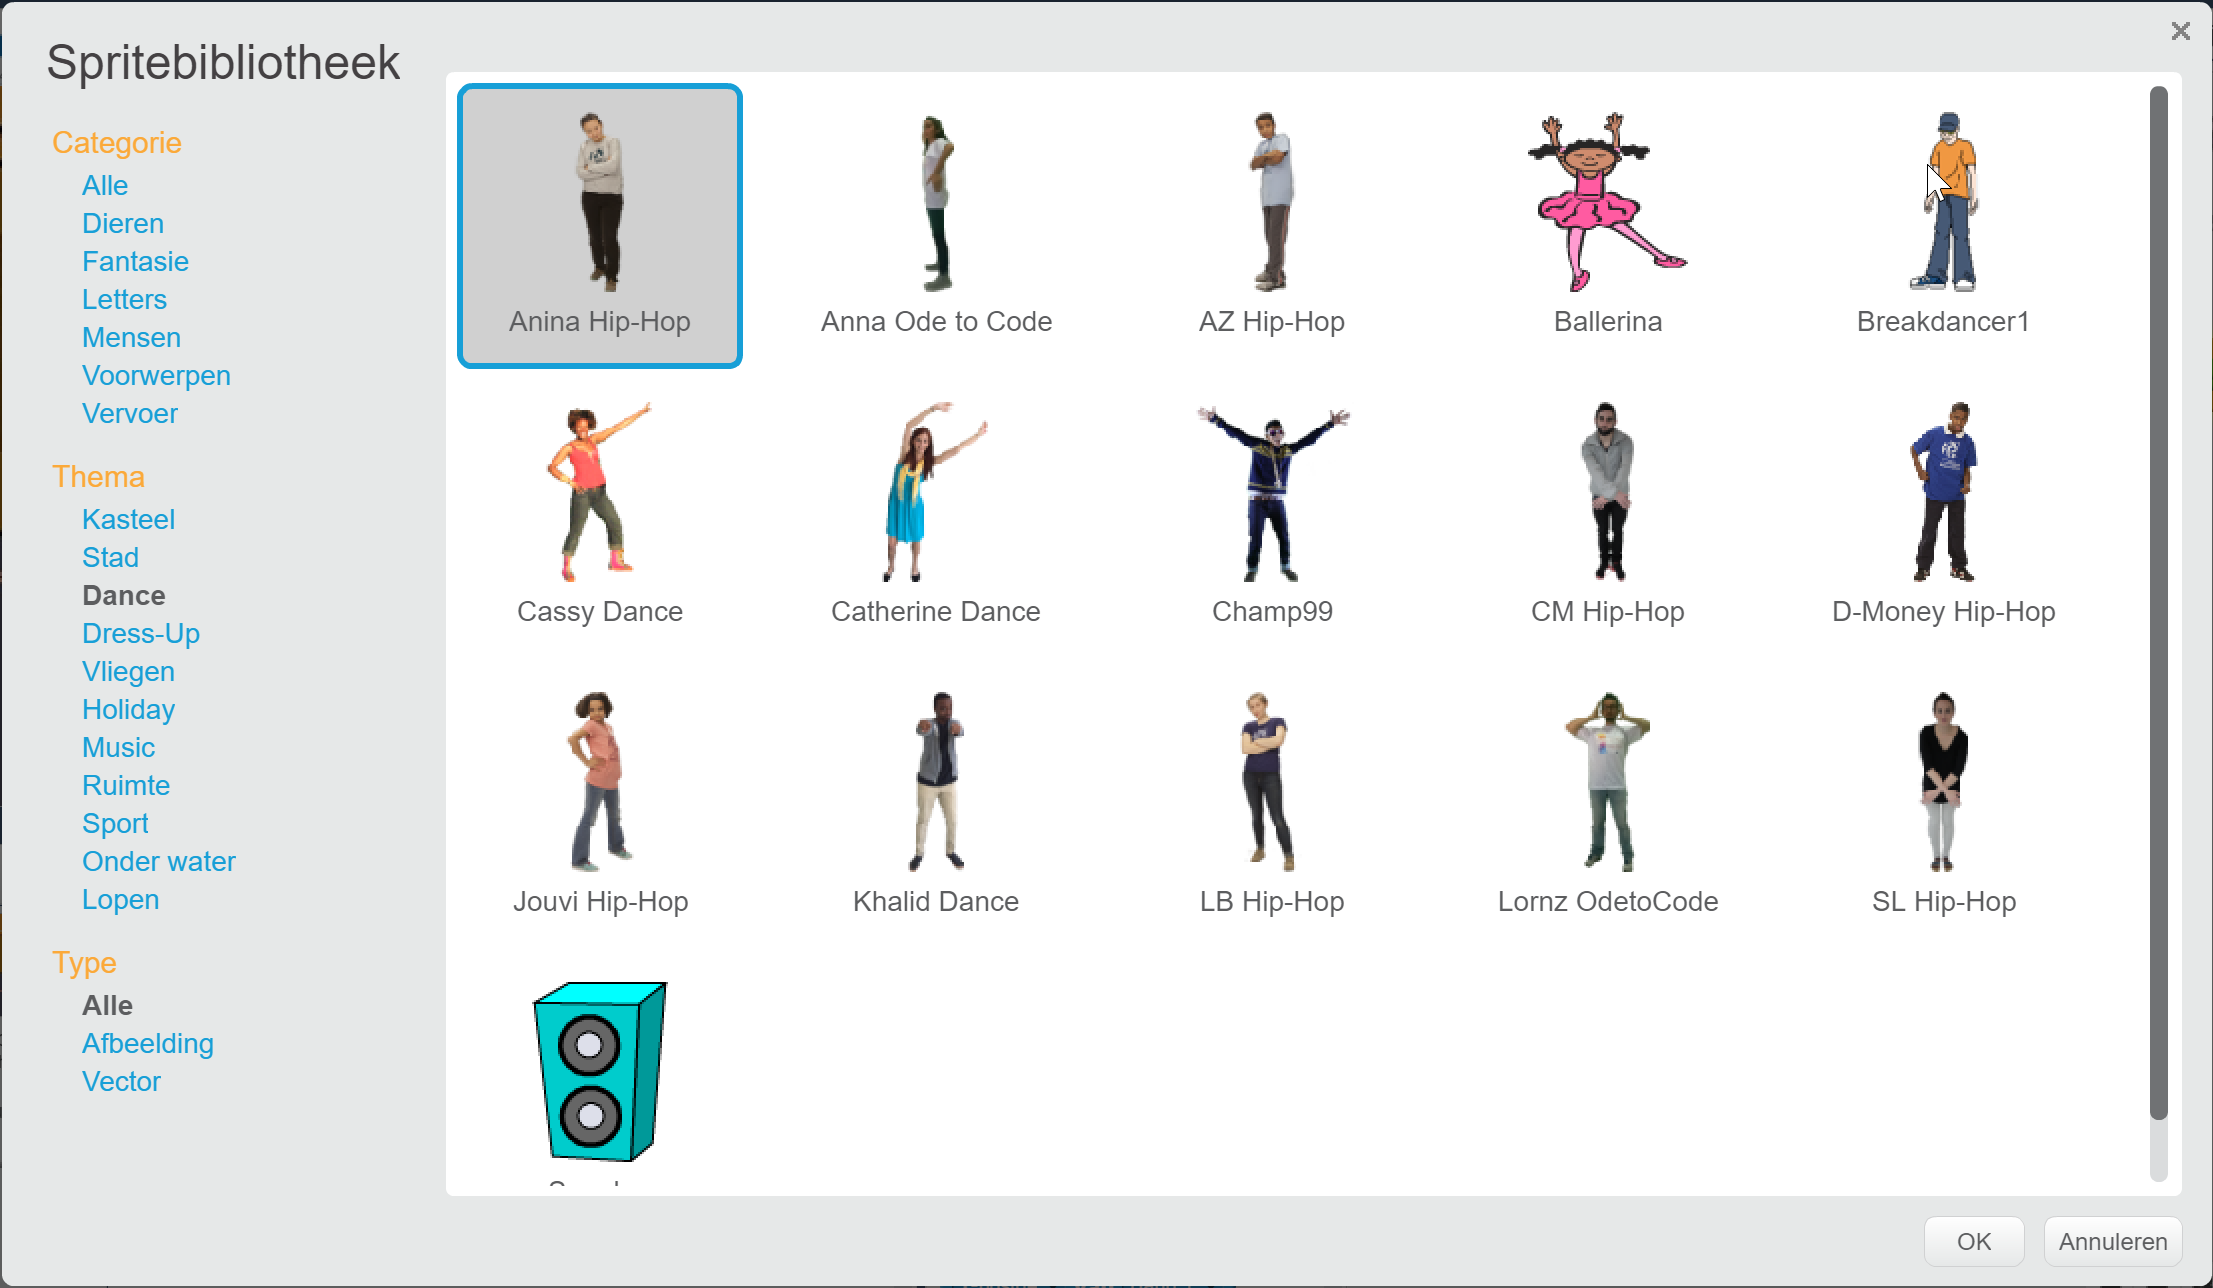 Spritebibliotheek
Categorie
Alle
Dieren
Fantasie
Letters
Mensen
Voorwerpen
Vervoer
Thema
Kasteel
Stad
Dance
Dress-Up
Vliegen
Holiday
Music
Ruimte
Sport
Onder water
Lopen
Type
Alle
Afbeelding
Vector
Anina Hip-Hop
Anna Ode to Code
AZ Hip-Hop
Ballerina
Breakdancer1
Cassy Dance
Catherine Dance
Champ99
CM Hip-Hop
D-Money Hip-Hop
Jouvi Hip-Hop
Khalid Dance
LB Hip-Hop
Lornz OdetoCode
SL Hip-Hop
OK
Annuleren